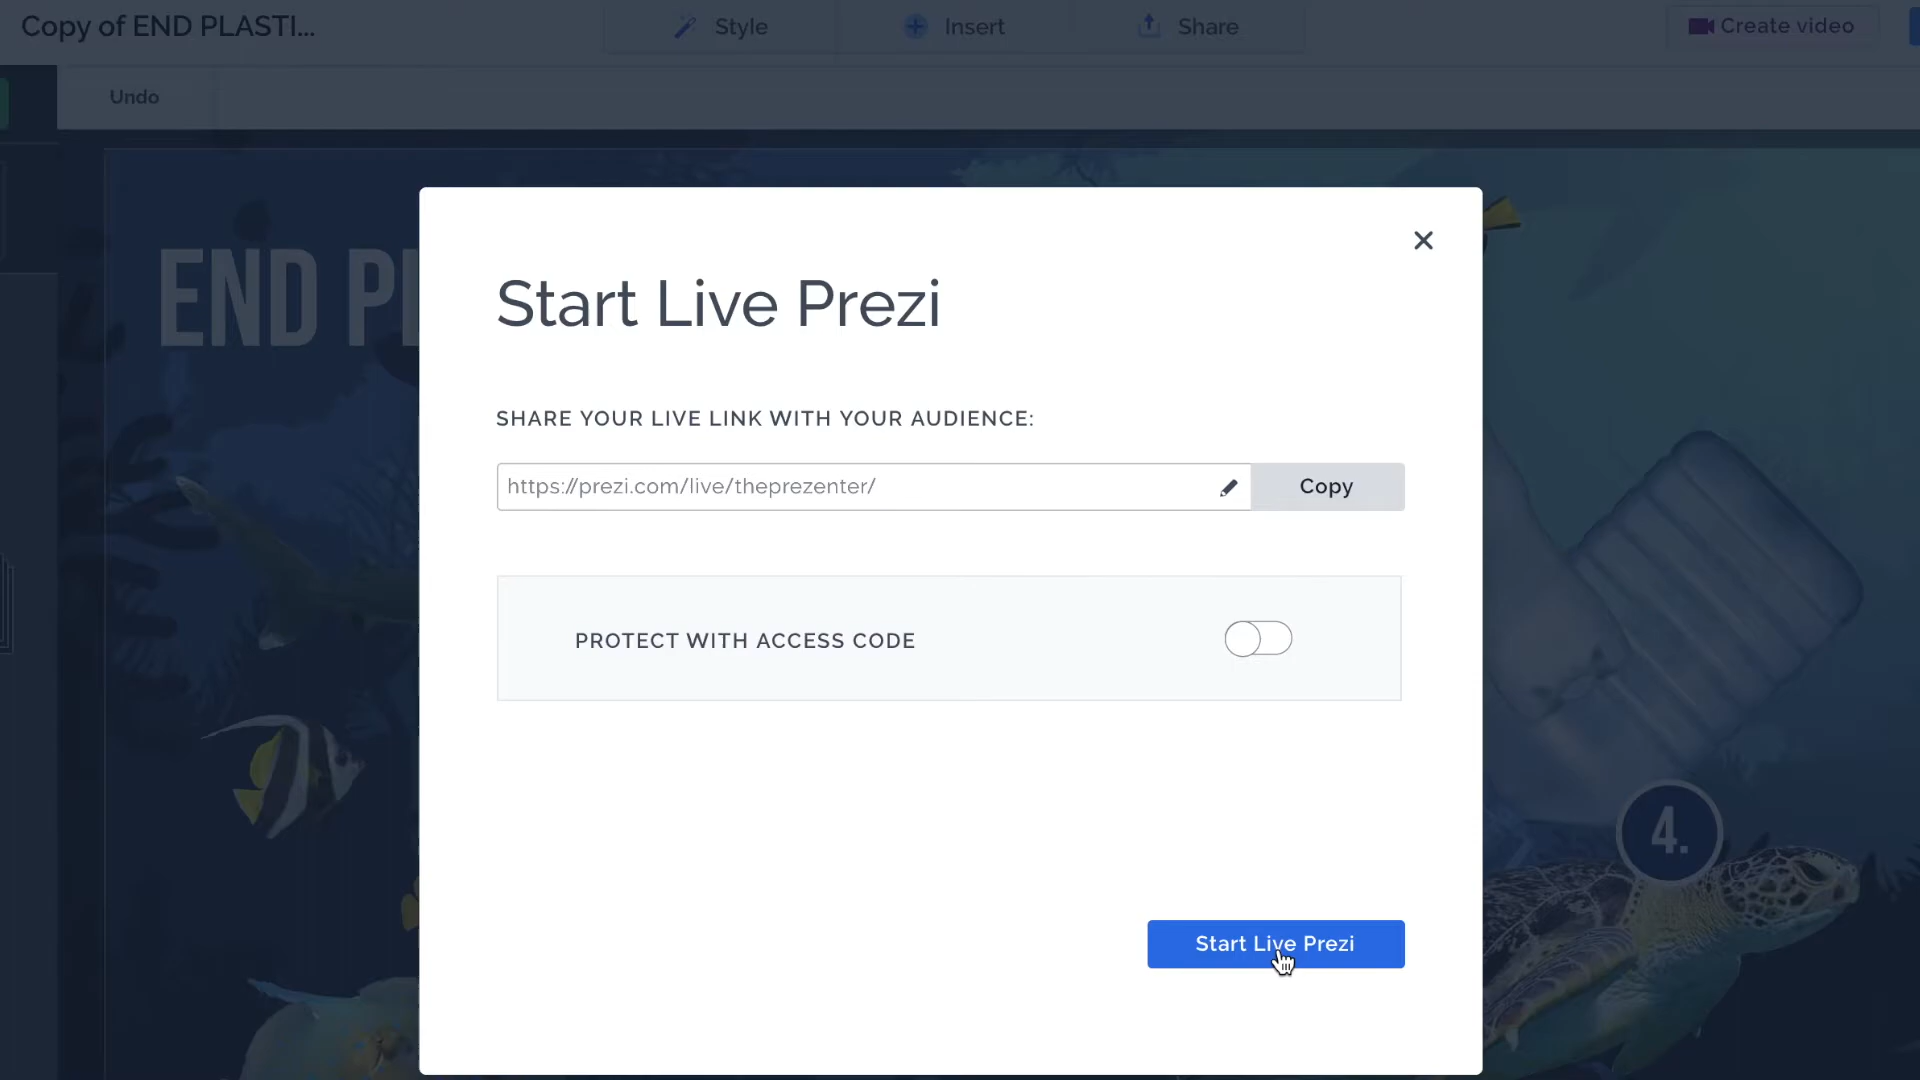 Copy of END PLASTI...
Style
Insert
Share
Create video
Undo
END PL
Start Live Prezi
SHARE YOUR LIVE LINK WITH YOUR AUDIENCE:
https://prezi.com/live/theprezenter/
Copy
PROTECT WITH ACCESS CODE
4.
Start Live Prezi